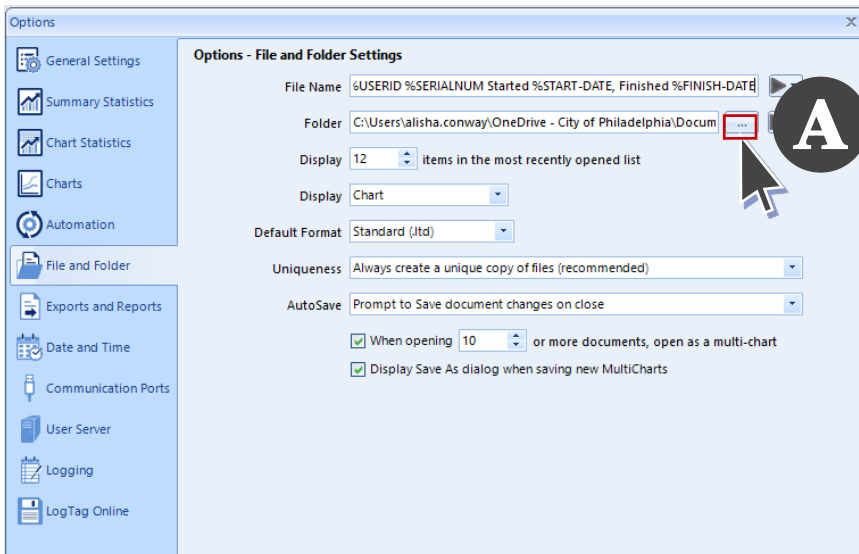 Options
General Settings
Summary Statistics
Chart Statistics
Charts
Automation
File and Folder
Exports and Reports
Date and Time
Communication Ports
User Server
Logging
LogTag Online
Options - File and Folder Settings
File Name %USERID %SERIALNUM Started %START-DATE, Finished %FINISH-DATE
Folder C:\Users\alisha.conway\OneDrive - City of Philadelphia\Docum ...
A
Display 12 items in the most recently opened list
Display Chart
Default Format Standard (.ltd)
Uniqueness Always create a unique copy of files (recommended)
AutoSave Prompt to Save document changes on close
When opening 10 or more documents, open as a multi-chart
Display Save As dialog when saving new MultiCharts